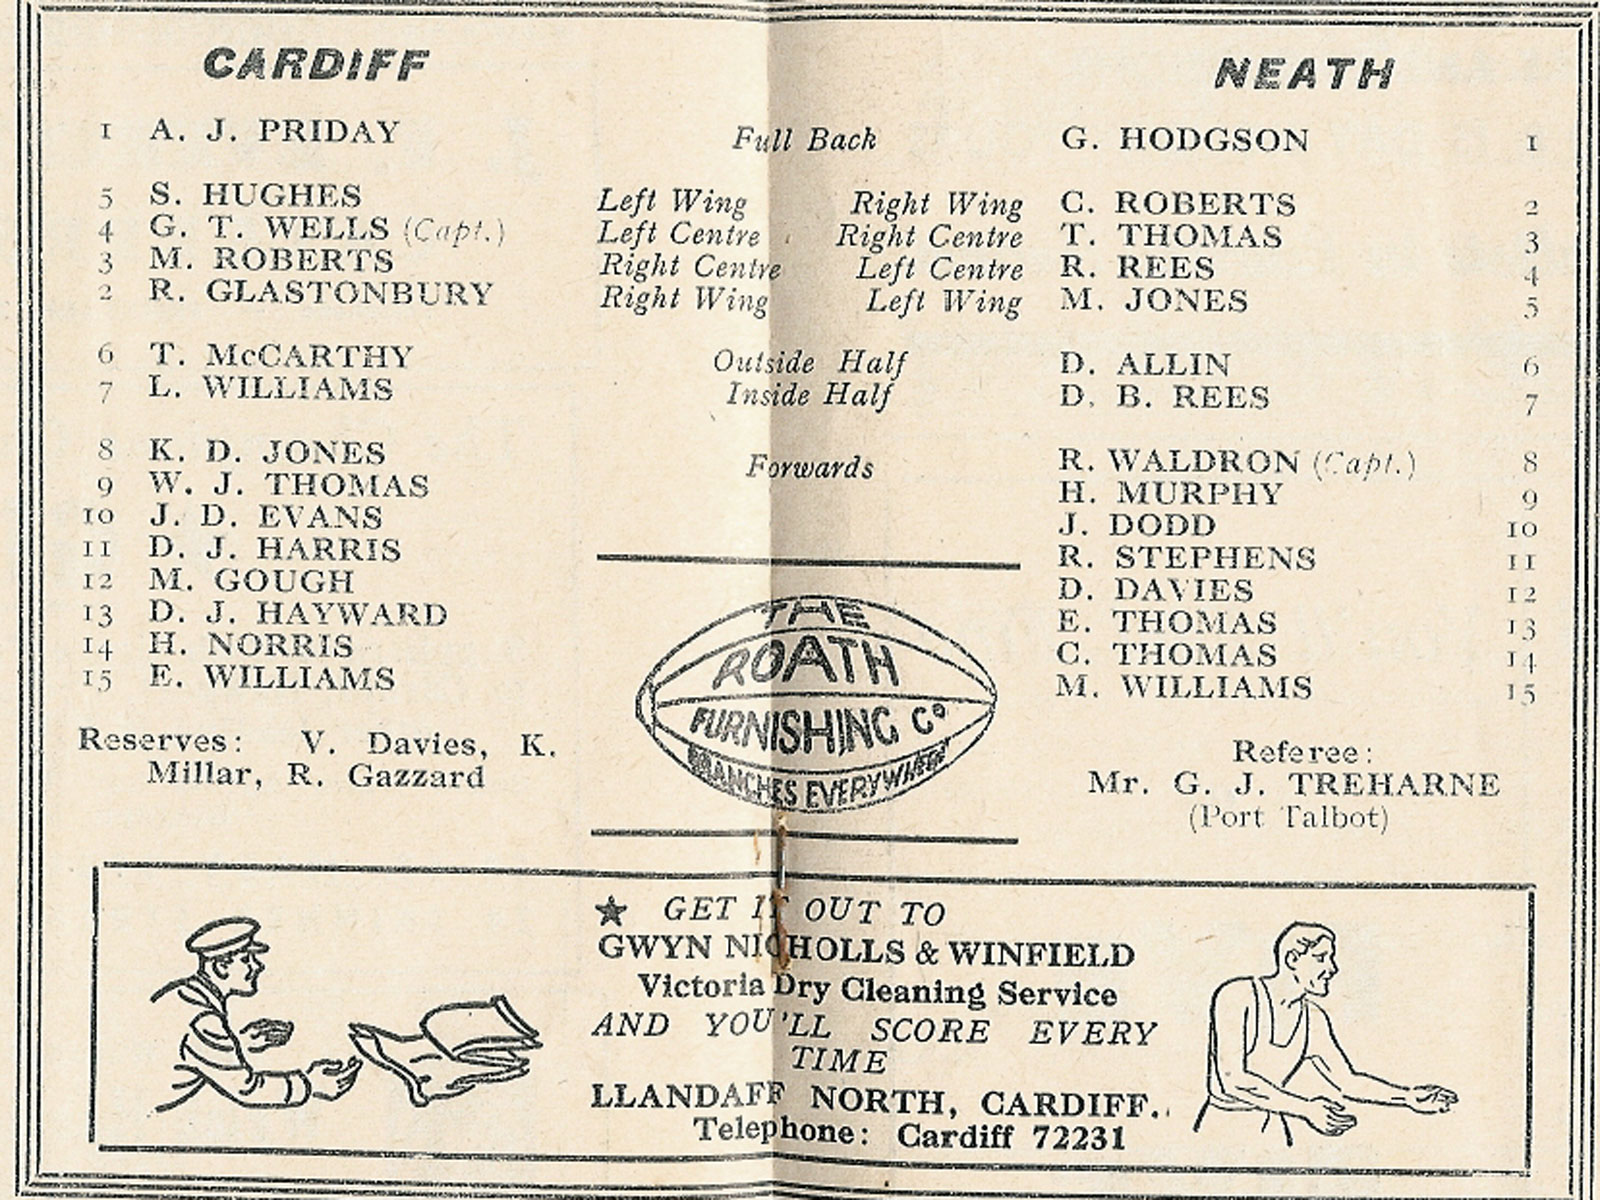 CARDIFF NEATH
1 A. J. PRIDAY Full Back G. HODGSON 1
5 S. HUGHES Left Wing Right Wing C. ROBERTS 2
4 G. T. WELLS (Capt.) Left Centre Right Centre T. THOMAS 3
3 M. ROBERTS Right Centre Left Centre R. REES 4
2 R. GLASTONBURY Right Wing Left Wing M. JONES 5
6 T. McCARTHY Outside Half D. ALLIN 6
7 L. WILLIAMS Inside Half D. B. REES 7
8 K. D. JONES Forwards R. WALDRON (Capt.) 8
9 W. J. THOMAS H. MURPHY 9
10 J. D. EVANS J. DODD 10
11 D. J. HARRIS R. STEPHENS 11
12 M. GOUGH D. DAVIES 12
13 D. J. HAYWARD E. THOMAS 13
14 H. NORRIS C. THOMAS 14
15 E. WILLIAMS M. WILLIAMS 15
Reserves: V. Davies, K.
Millar, R. Gazzard
THE
ROATH
FURNISHING Co
BRANCHES EVERYWHERE
Referee:
Mr. G. J. TREHARNE
(Port Talbot)
★ GET IT OUT TO
GWYN NICHOLLS & WINFIELD
Victoria Dry Cleaning Service
AND YOU'LL SCORE EVERY
TIME
LLANDAFF NORTH, CARDIFF.
Telephone: Cardiff 72231